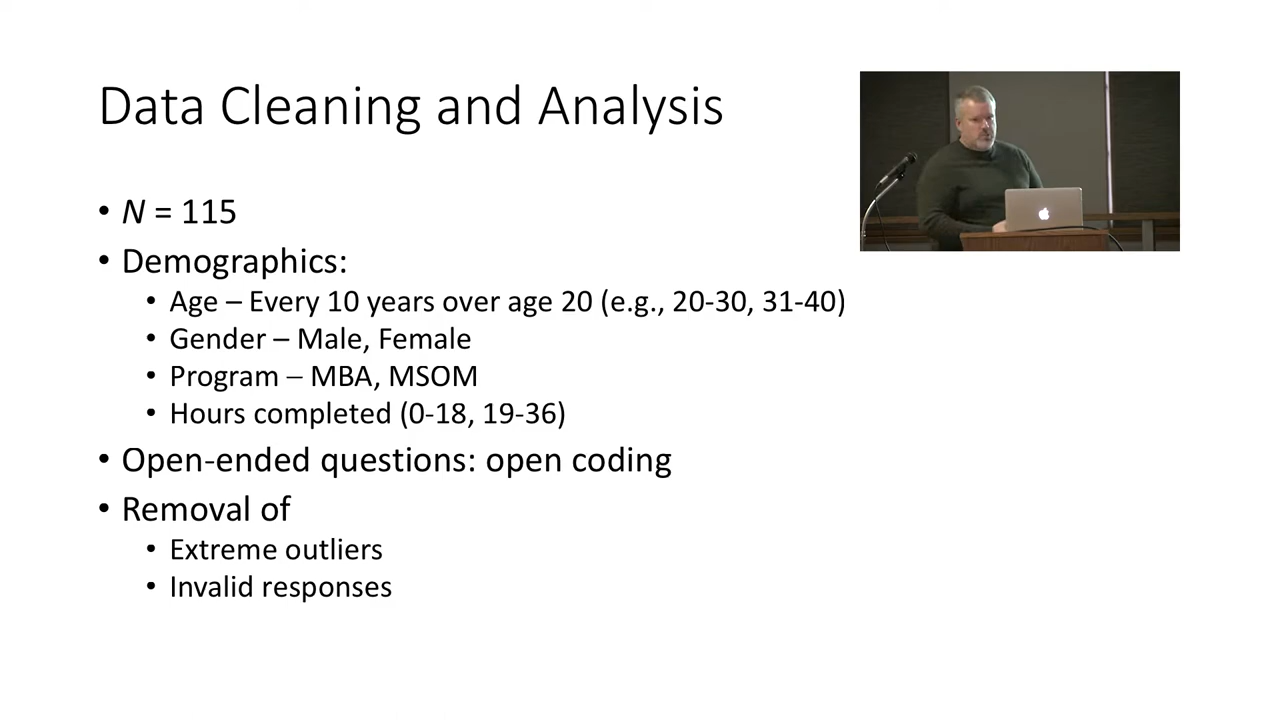 Data Cleaning and Analysis
• N = 115
• Demographics:
• Age – Every 10 years over age 20 (e.g., 20-30, 31-40)
• Gender – Male, Female
• Program – MBA, MSOM
• Hours completed (0-18, 19-36)
• Open-ended questions: open coding
• Removal of
• Extreme outliers
• Invalid responses